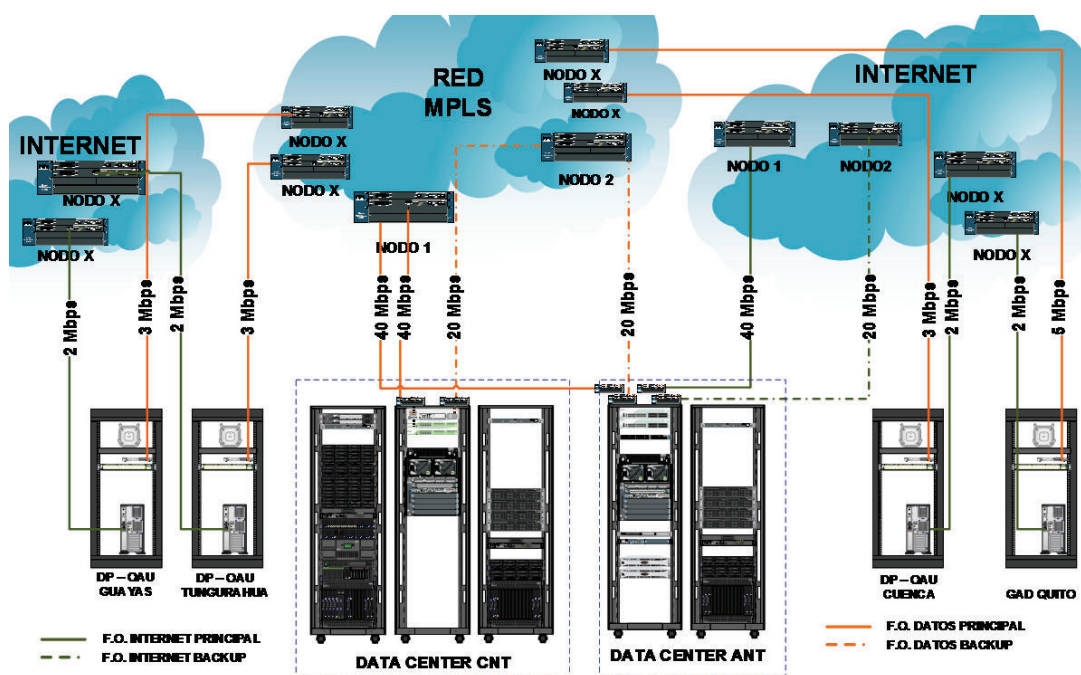 RED
MPLS
INTERNET
INTERNET
NODO X
NODO X
NODO X
NODO X
NODO X
NODO X
NODO 1
NODO 2
NODO 1
NODO2
NODO X
NODO X
2 Mbps
3 Mbps
2 Mbps
3 Mbps
40 Mbps
40 Mbps
20 Mbps
20 Mbps
40 Mbps
20 Mbps
3 Mbps
2 Mbps
2 Mbps
5 Mbps
DP – OAU
GUAYAS
DP – OAU
TUNGURAHUA
DP – OAU
CUENCA
GAD QUITO
F.O. INTERNET PRINCIPAL
F.O. INTERNET BACKUP
DATA CENTER CNT
DATA CENTER ANT
F.O. DATOS PRINCIPAL
F.O. DATOS BACKUP